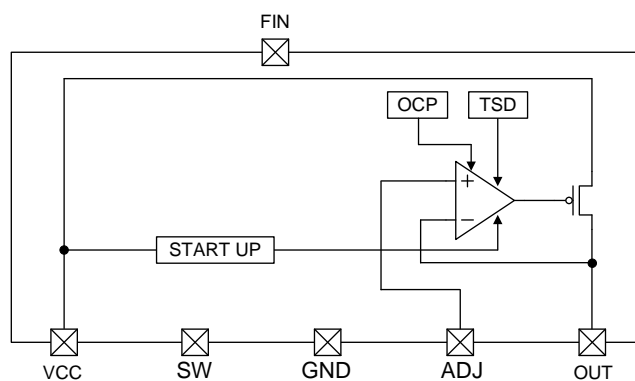 FIN
OCP TSD
+
−
START UP
VCC SW GND ADJ OUT